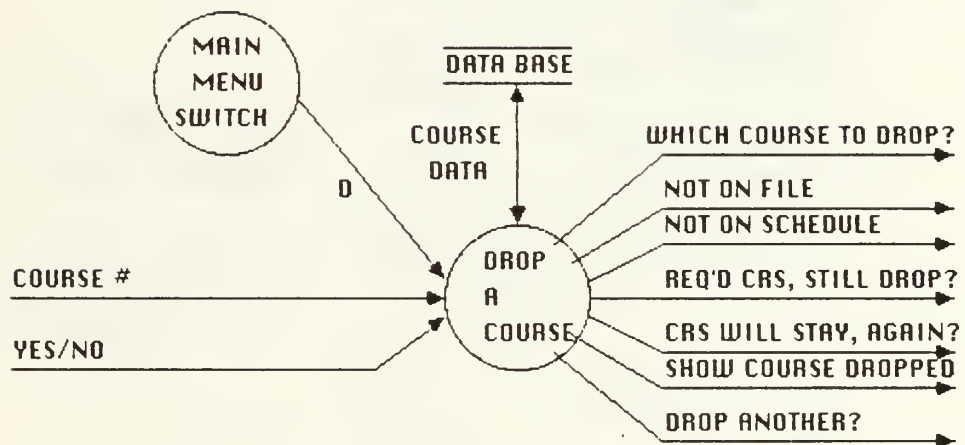 MAIN
MENU
SWITCH
DATA BASE
COURSE
DATA
D
COURSE #
YES/NO
DROP
A
COURSE
WHICH COURSE TO DROP?
NOT ON FILE
NOT ON SCHEDULE
REQ'D CRS, STILL DROP?
CRS WILL STAY, AGAIN?
SHOW COURSE DROPPED
DROP ANOTHER?